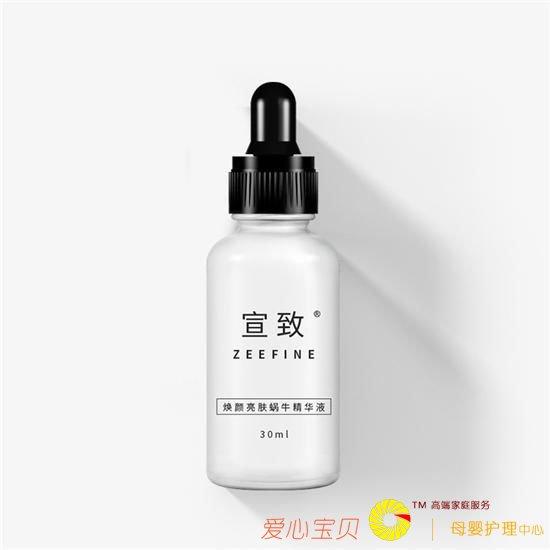 宣致®
ZEEFINE
焕颜亮肤蜗牛精华液
30ml
TM 高端家庭服务
爱心宝贝
母婴护理中心